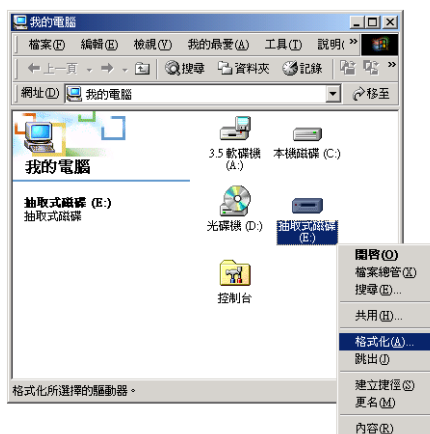 我的電腦
檔案(F) 編輯(E) 檢視(V) 我的最愛(A) 工具(T) 說明( »
上一頁 搜尋 資料夾 記錄 »
網址(D) 我的電腦 移至
我的電腦
抽取式磁碟 (E:)
抽取式磁碟
3.5 軟碟機 (A:)
本機磁碟 (C:)
光碟機 (D:)
抽取式磁碟 (E:)
控制台
開啓(O)
檔案總管(X)
搜尋(E)...
共用(H)...
格式化(A)...
跳出(J)
建立捷徑(S)
更名(M)
內容(R)
格式化所選擇的驅動器。